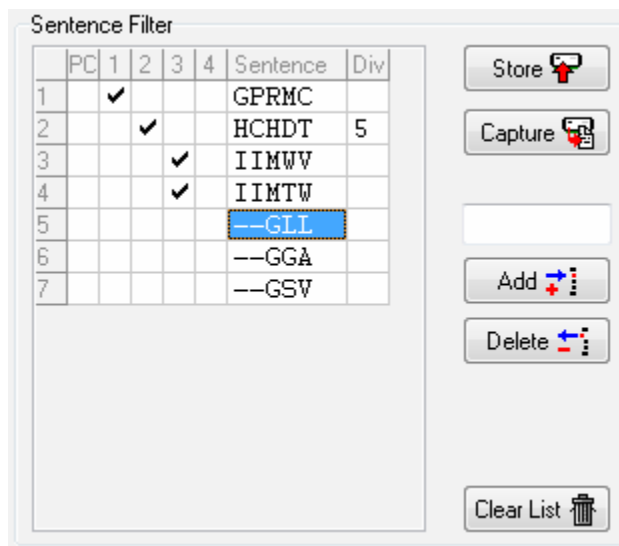 Sentence Filter
PC 1 2 3 4 Sentence Div
1 GPRMC
2 HCHDT 5
3 IIMWV
4 IIMTW
5 --GLL
6 --GGA
7 --GSV
Store
Capture
Add
Delete
Clear List